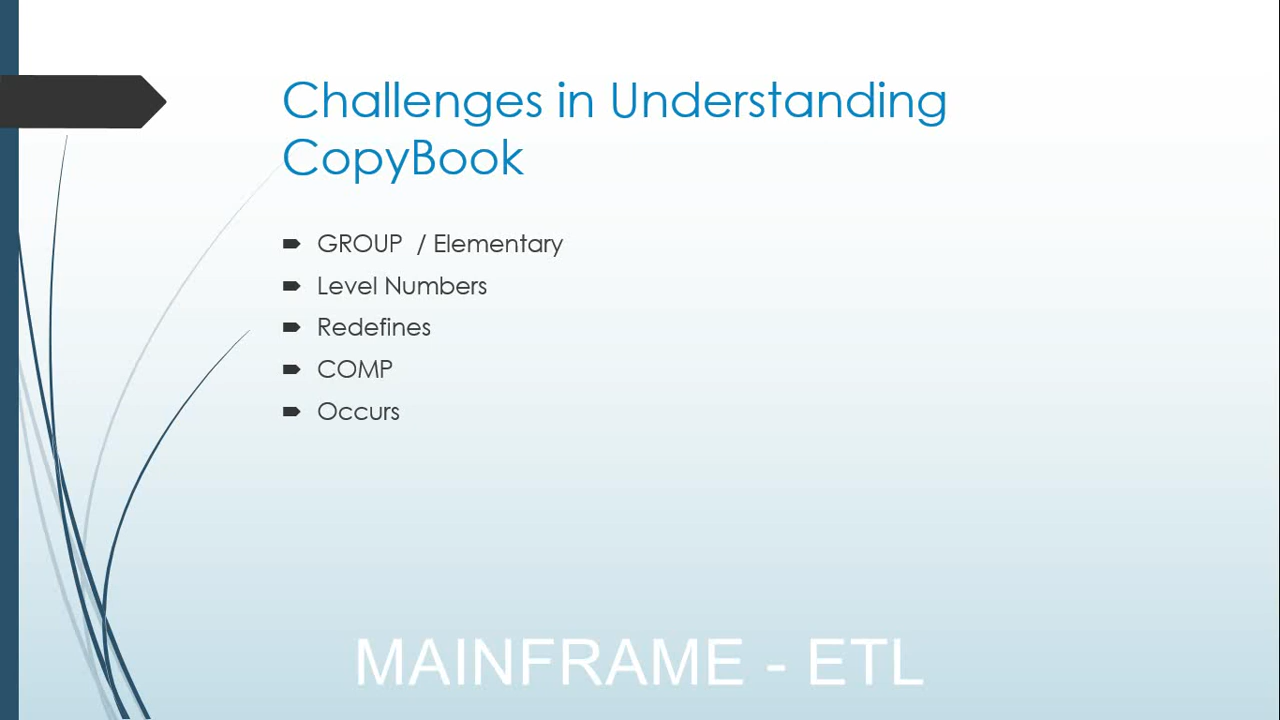 Challenges in Understanding
CopyBook
GROUP / Elementary
Level Numbers
Redefines
COMP
Occurs
MAINFRAME - ETL